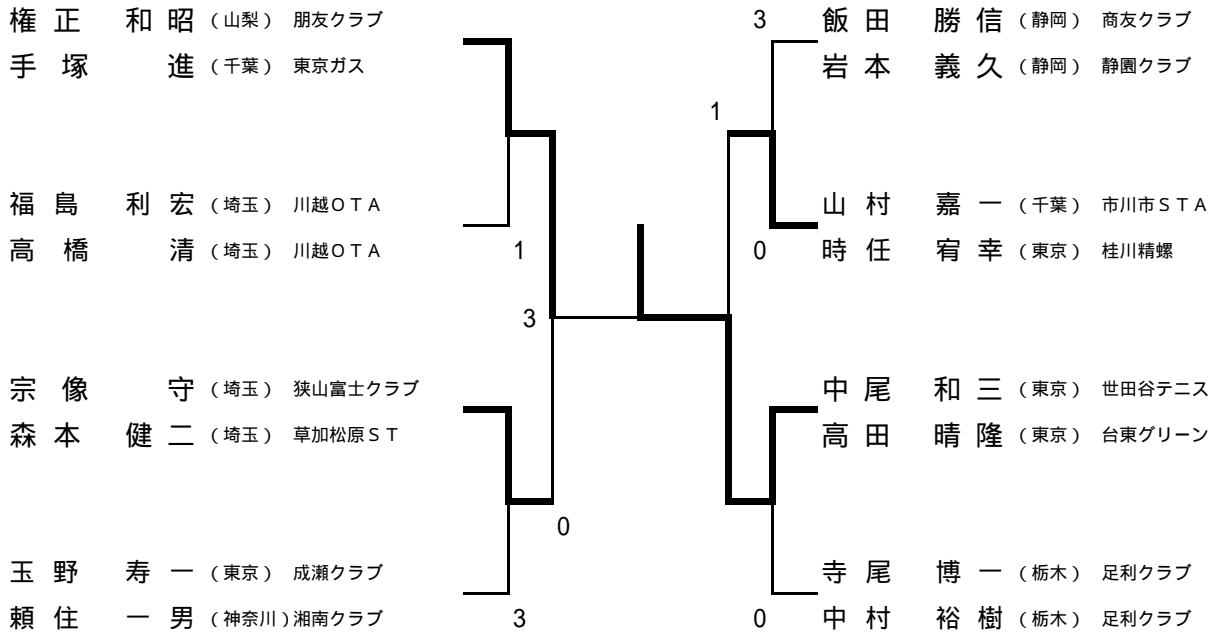 権正 和昭 (山梨) 朋友クラブ
手塚 進 (千葉) 東京ガス
福島 利宏 (埼玉) 川越OTA
高橋 清 (埼玉) 川越OTA
1
3
宗像 守 (埼玉) 狭山富士クラブ
森本 健二 (埼玉) 草加松原ST
0
玉野 寿一 (東京) 成瀬クラブ
頼住 一男 (神奈川) 湘南クラブ
3
3
飯田 勝信 (静岡) 商友クラブ
岩本 義久 (静岡) 静園クラブ
1
山村 嘉一 (千葉) 市川市STA
0
時任 宥幸 (東京) 桂川精螺
中尾 和三 (東京) 世田谷テニス
高田 晴隆 (東京) 台東グリーン
寺尾 博一 (栃木) 足利クラブ
0
中村 裕樹 (栃木) 足利クラブ